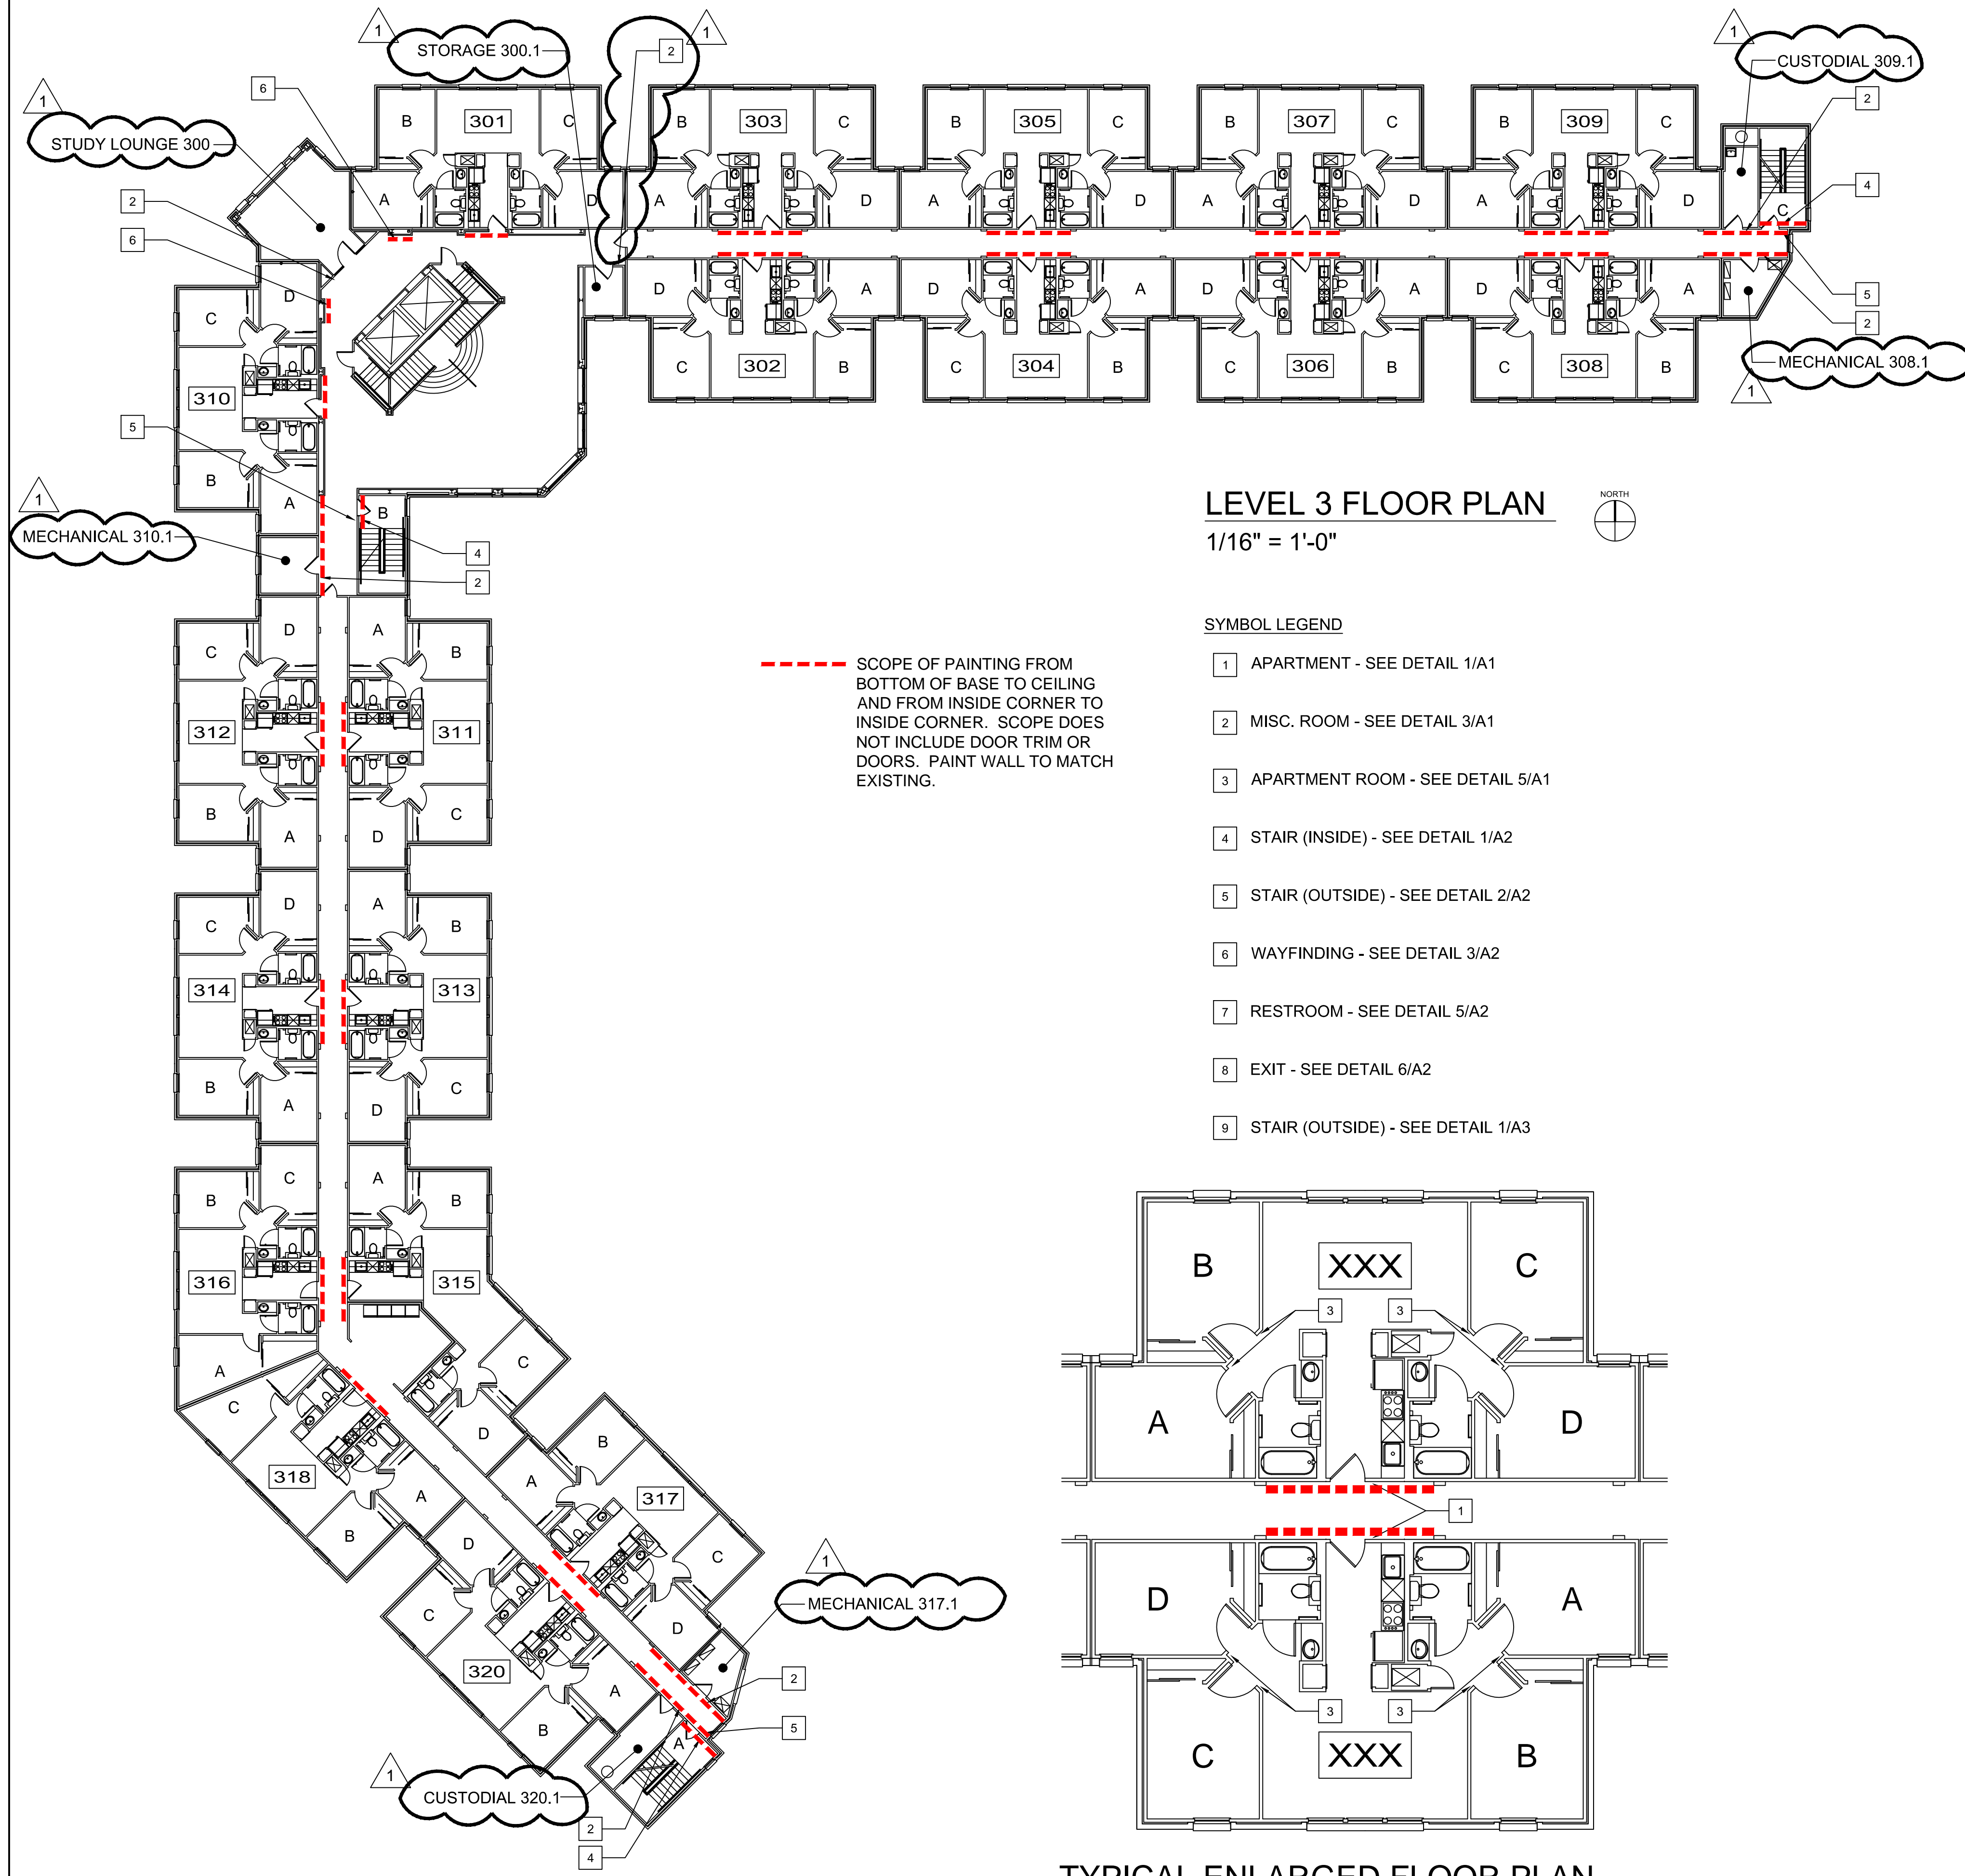 1
STORAGE 300.1
2
1
1
CUSTODIAL 309.1
6
2
1
STUDY LOUNGE 300
B
301
C
B
303
C
B
305
C
B
307
C
B
309
C
2
A
D
A
D
A
D
A
D
A
D
C
4
6
D
C
D
A
D
A
D
A
D
A
5
2
C
302
B
C
304
B
C
306
B
C
308
B
MECHANICAL 308.1
1
310
5
B
A
B
1
MECHANICAL 310.1
4
2
LEVEL 3 FLOOR PLAN
NORTH
1/16" = 1'-0"
D
A
C
B
312
311
B
C
A
D
SCOPE OF PAINTING FROM
BOTTOM OF BASE TO CEILING
AND FROM INSIDE CORNER TO
INSIDE CORNER. SCOPE DOES
NOT INCLUDE DOOR TRIM OR
DOORS. PAINT WALL TO MATCH
EXISTING.
SYMBOL LEGEND
1 APARTMENT - SEE DETAIL 1/A1
2 MISC. ROOM - SEE DETAIL 3/A1
3 APARTMENT ROOM - SEE DETAIL 5/A1
4 STAIR (INSIDE) - SEE DETAIL 1/A2
5 STAIR (OUTSIDE) - SEE DETAIL 2/A2
6 WAYFINDING - SEE DETAIL 3/A2
7 RESTROOM - SEE DETAIL 5/A2
8 EXIT - SEE DETAIL 6/A2
9 STAIR (OUTSIDE) - SEE DETAIL 1/A3
D
A
C
B
314
313
B
C
A
D
C
A
B
B
316
315
A
C
C
D
318
A
B
B
A
317
D
C
C
D
320
A
B
A
1
MECHANICAL 317.1
2
5
1
CUSTODIAL 320.1
2
4
B
XXX
C
3
3
A
D
1
D
A
3
3
C
XXX
B
TYPICAL ENLARGED FLOOR PLAN